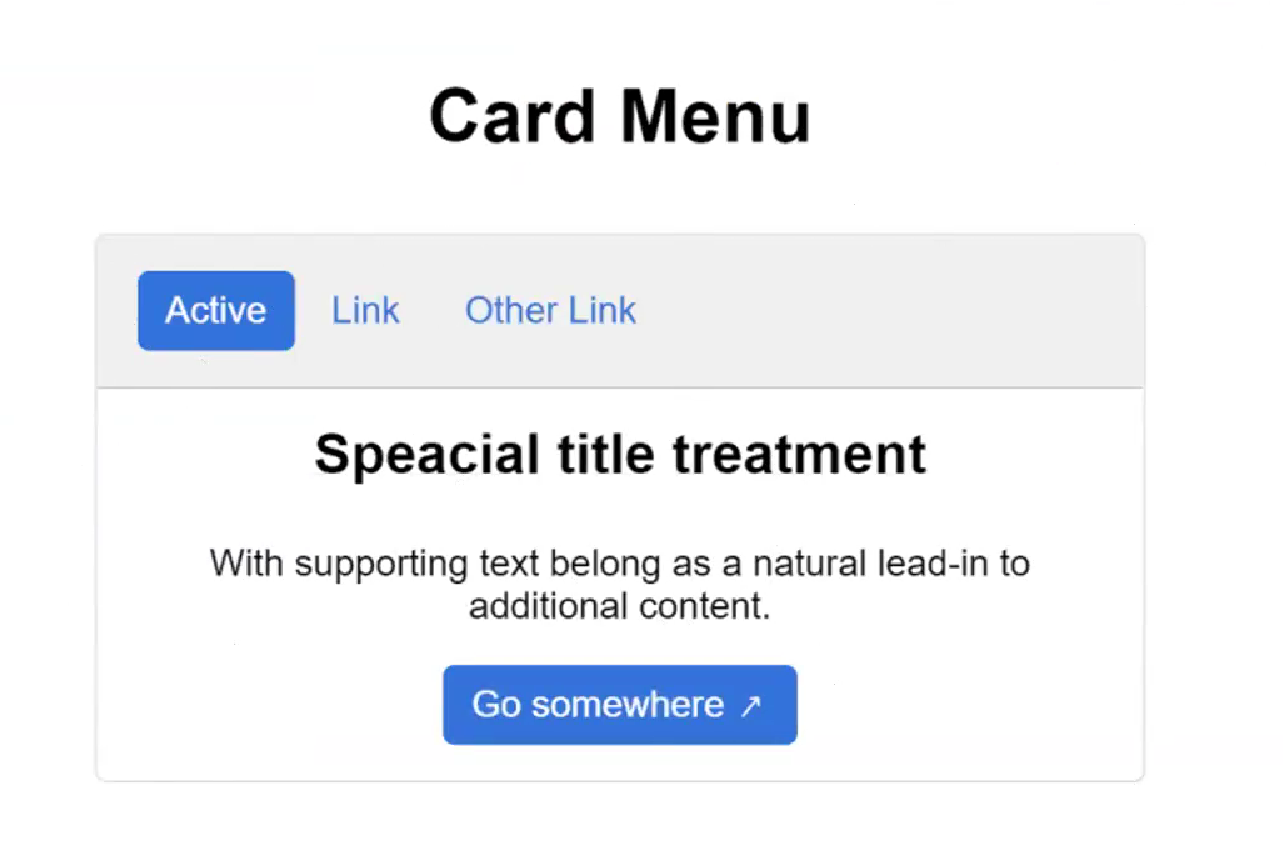 Card Menu
Active Link Other Link
Speacial title treatment
With supporting text belong as a natural lead-in to
additional content.
Go somewhere ↗